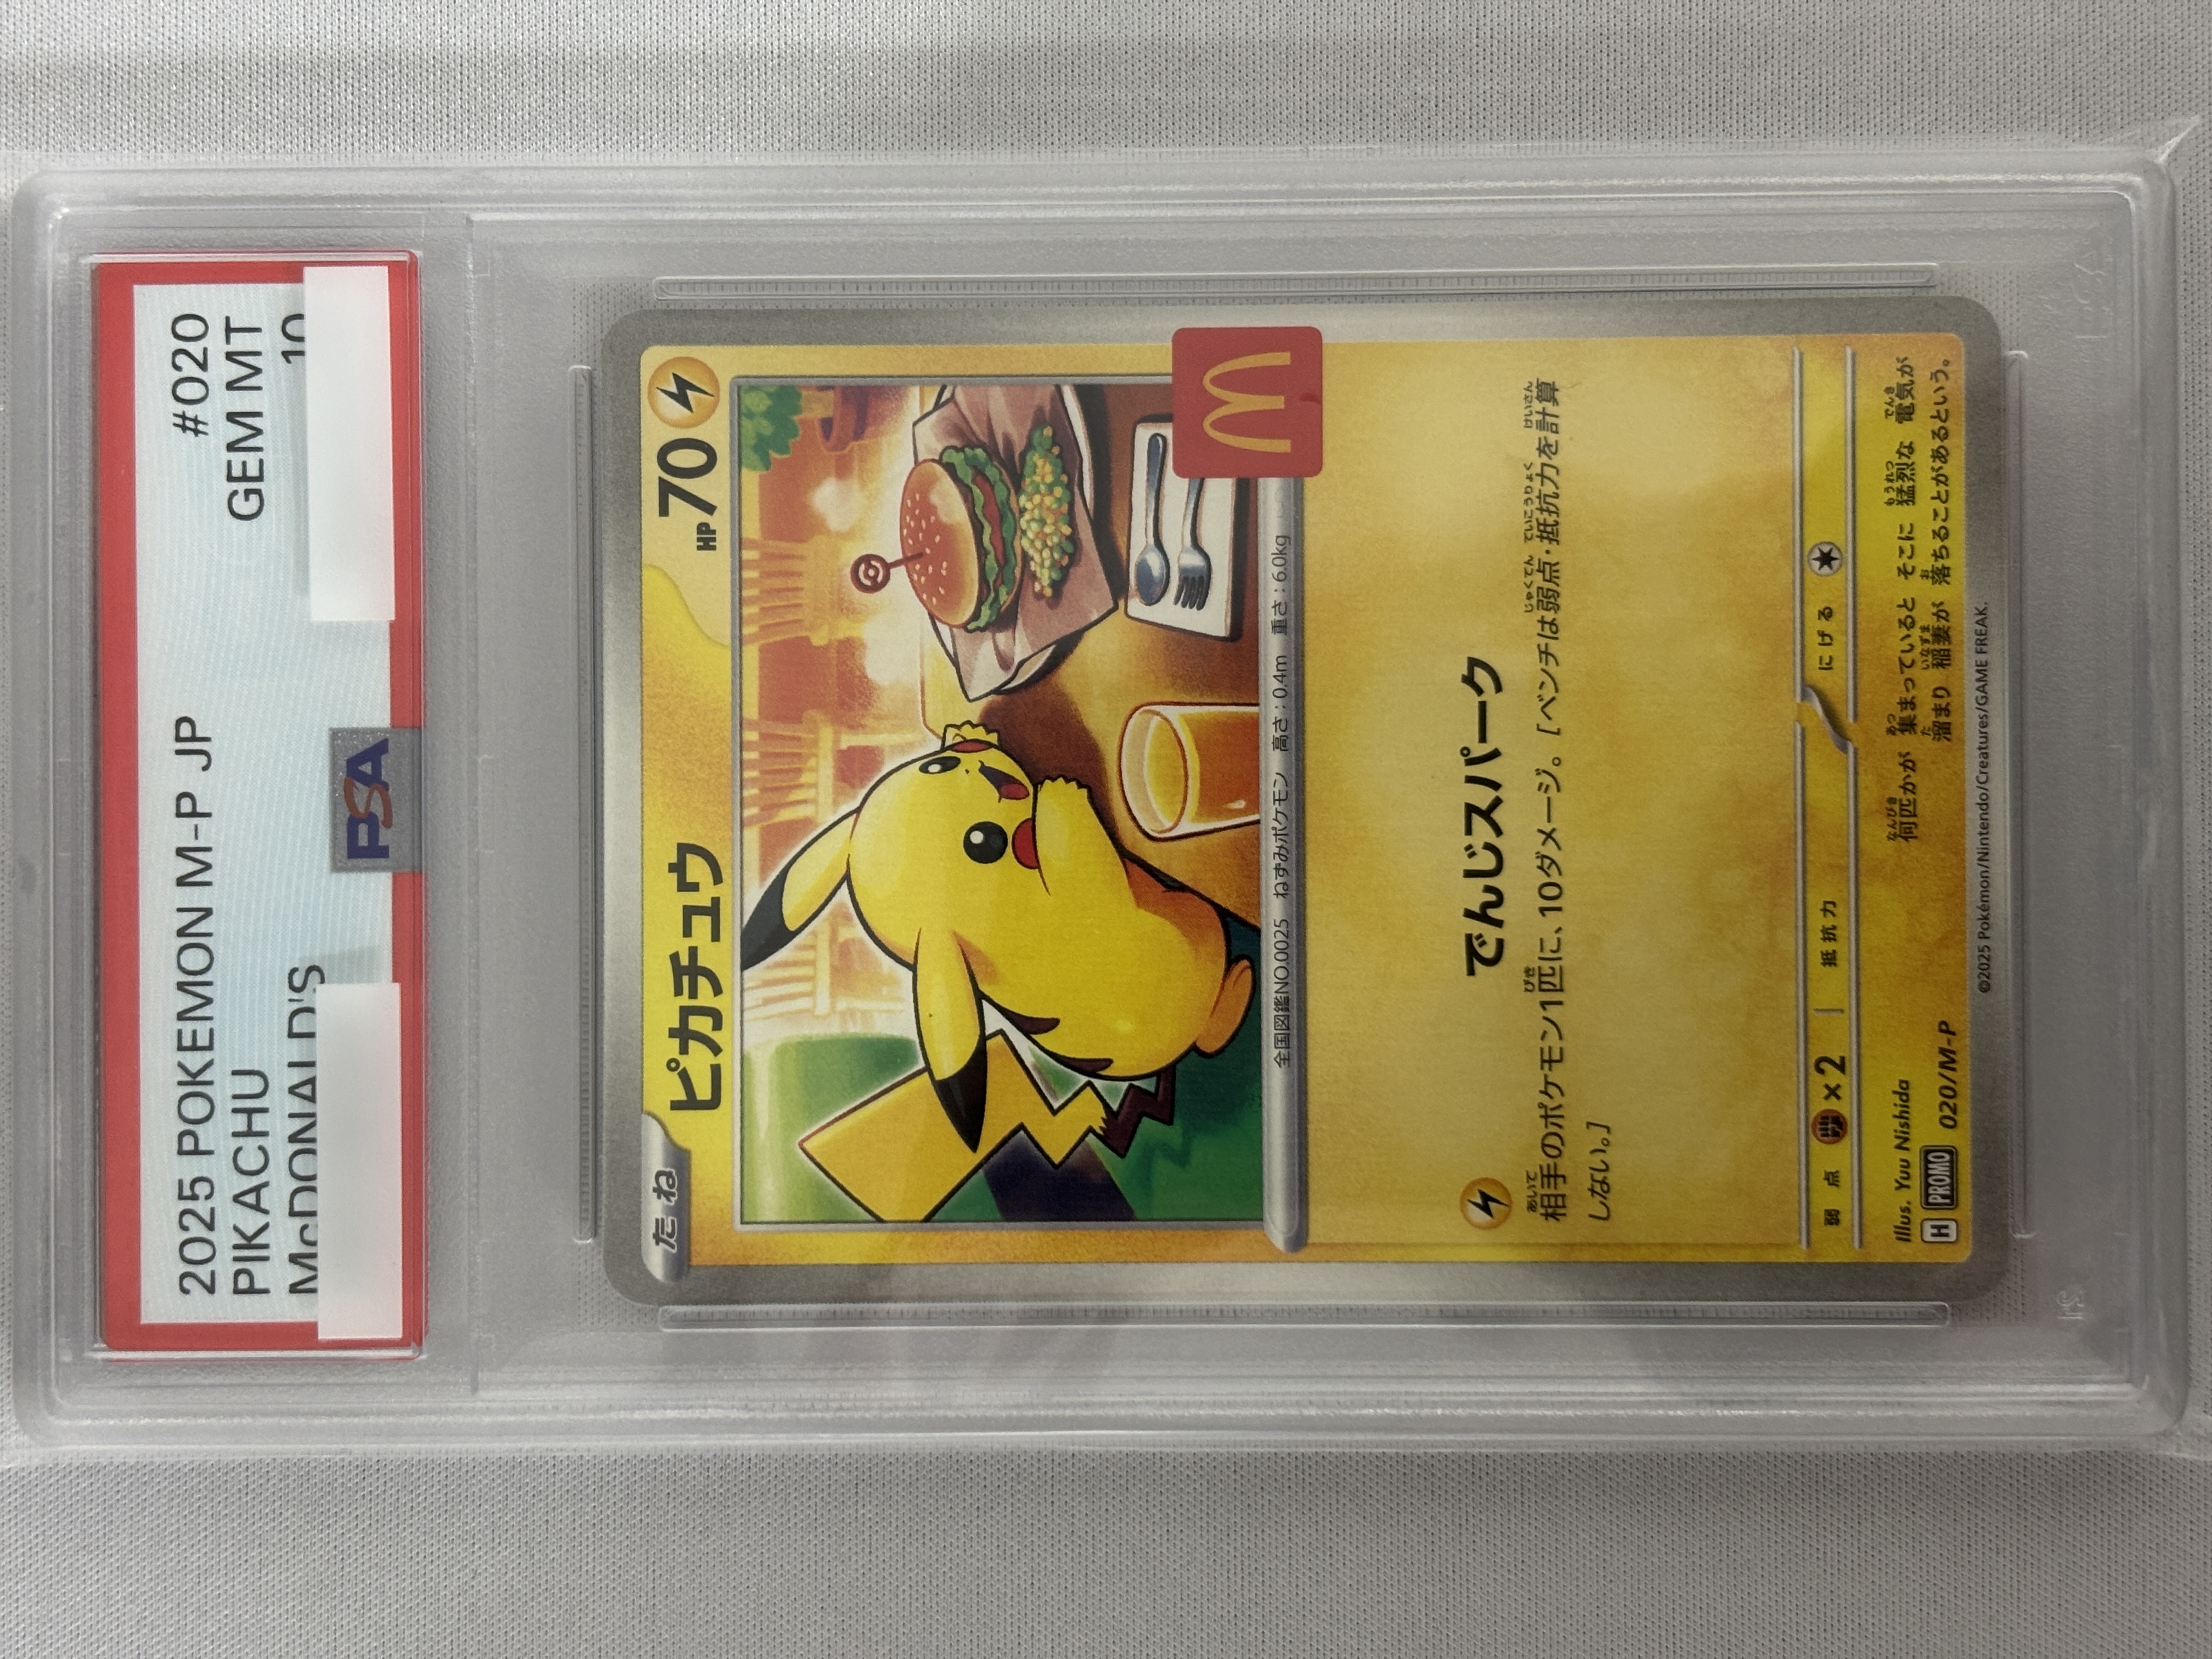 2025 POKEMON M-P JP #020
PIKACHU GEM MT
McDONALD'S 10
PSA
たね ピカチュウ HP70
全国図鑑NO.0025 ねずみポケモン 高さ:0.4m 重さ:6.0kg
でんじスパーク
相手のポケモン1匹に、10ダメージ。[ベンチは弱点・抵抗力を計算
しない。]
弱点 ×2 抵抗力 にげる
Illus. Yuu Nishida
H PROMO 020/M-P
何匹かが 集まっていると そこに 猛烈な 電気が
溜まり 稲妻が 落ちることがあるという。
©2025 Pokémon/Nintendo/Creatures/GAME FREAK.